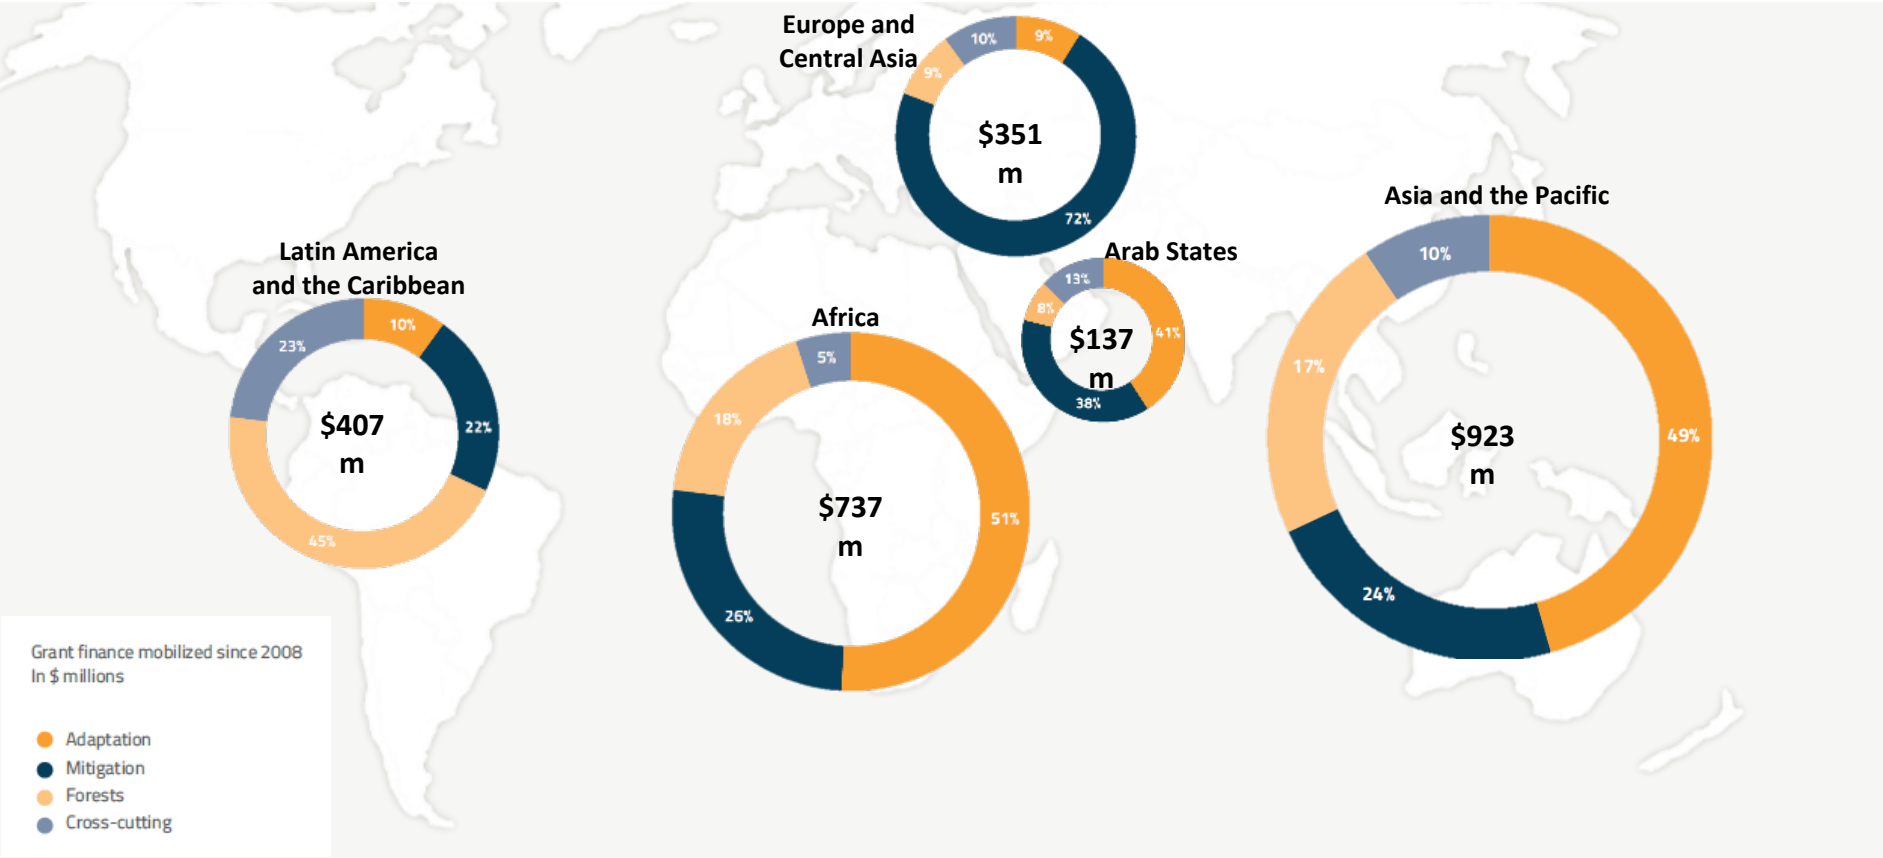 Europe and
Central Asia
10%
9%
9%
72%
$351
m
Asia and the Pacific
10%
17%
49%
24%
$923
m
Arab States
13%
8%
41%
38%
$137
m
Latin America
and the Caribbean
10%
23%
22%
45%
$407
m
Africa
5%
18%
51%
26%
$737
m
Grant finance mobilized since 2008
In $ millions
Adaptation
Mitigation
Forests
Cross-cutting